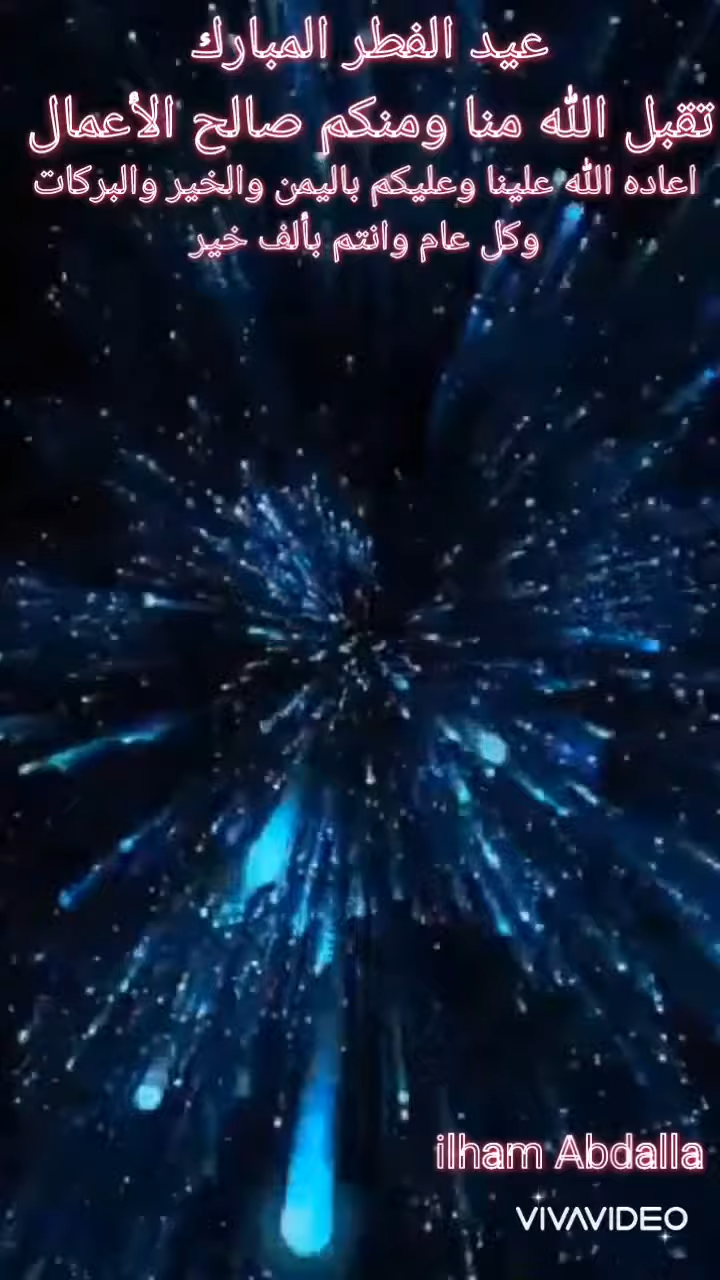 عيد الفطر المبارك
تقبل الله منا ومنكم صالح الأعمال
اعاده الله علينا وعليكم باليمن والخير والبركات
وكل عام وانتم بألف خير
ilham Abdalla
VIVAVIDEO